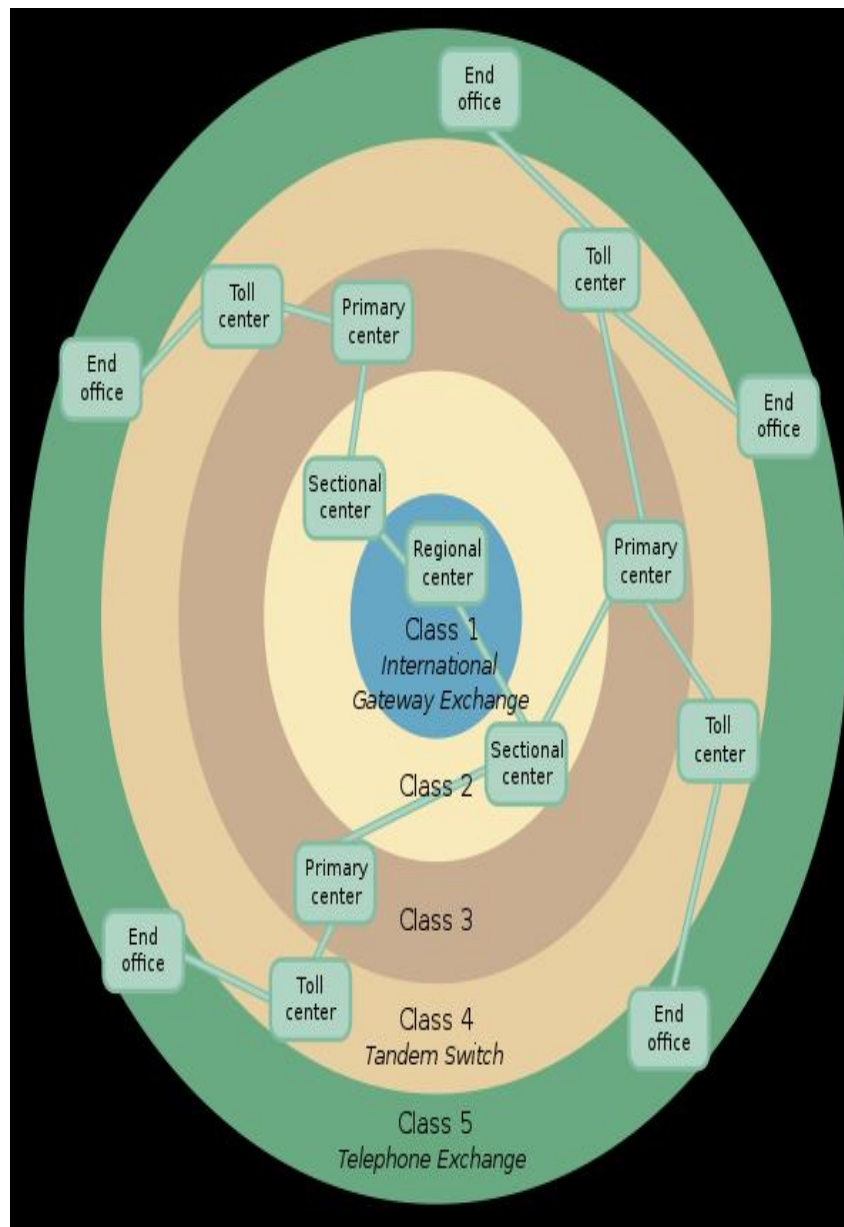 End
office
Toll
center
Toll
center
Primary
center
End
office
End
office
Sectional
center
Regional
center
Primary
center
Class 1
International
Gateway Exchange
Toll
center
Sectional
center
Class 2
Primary
center
Class 3
End
office
Toll
center
Class 4
Tandem Switch
End
office
Class 5
Telephone Exchange